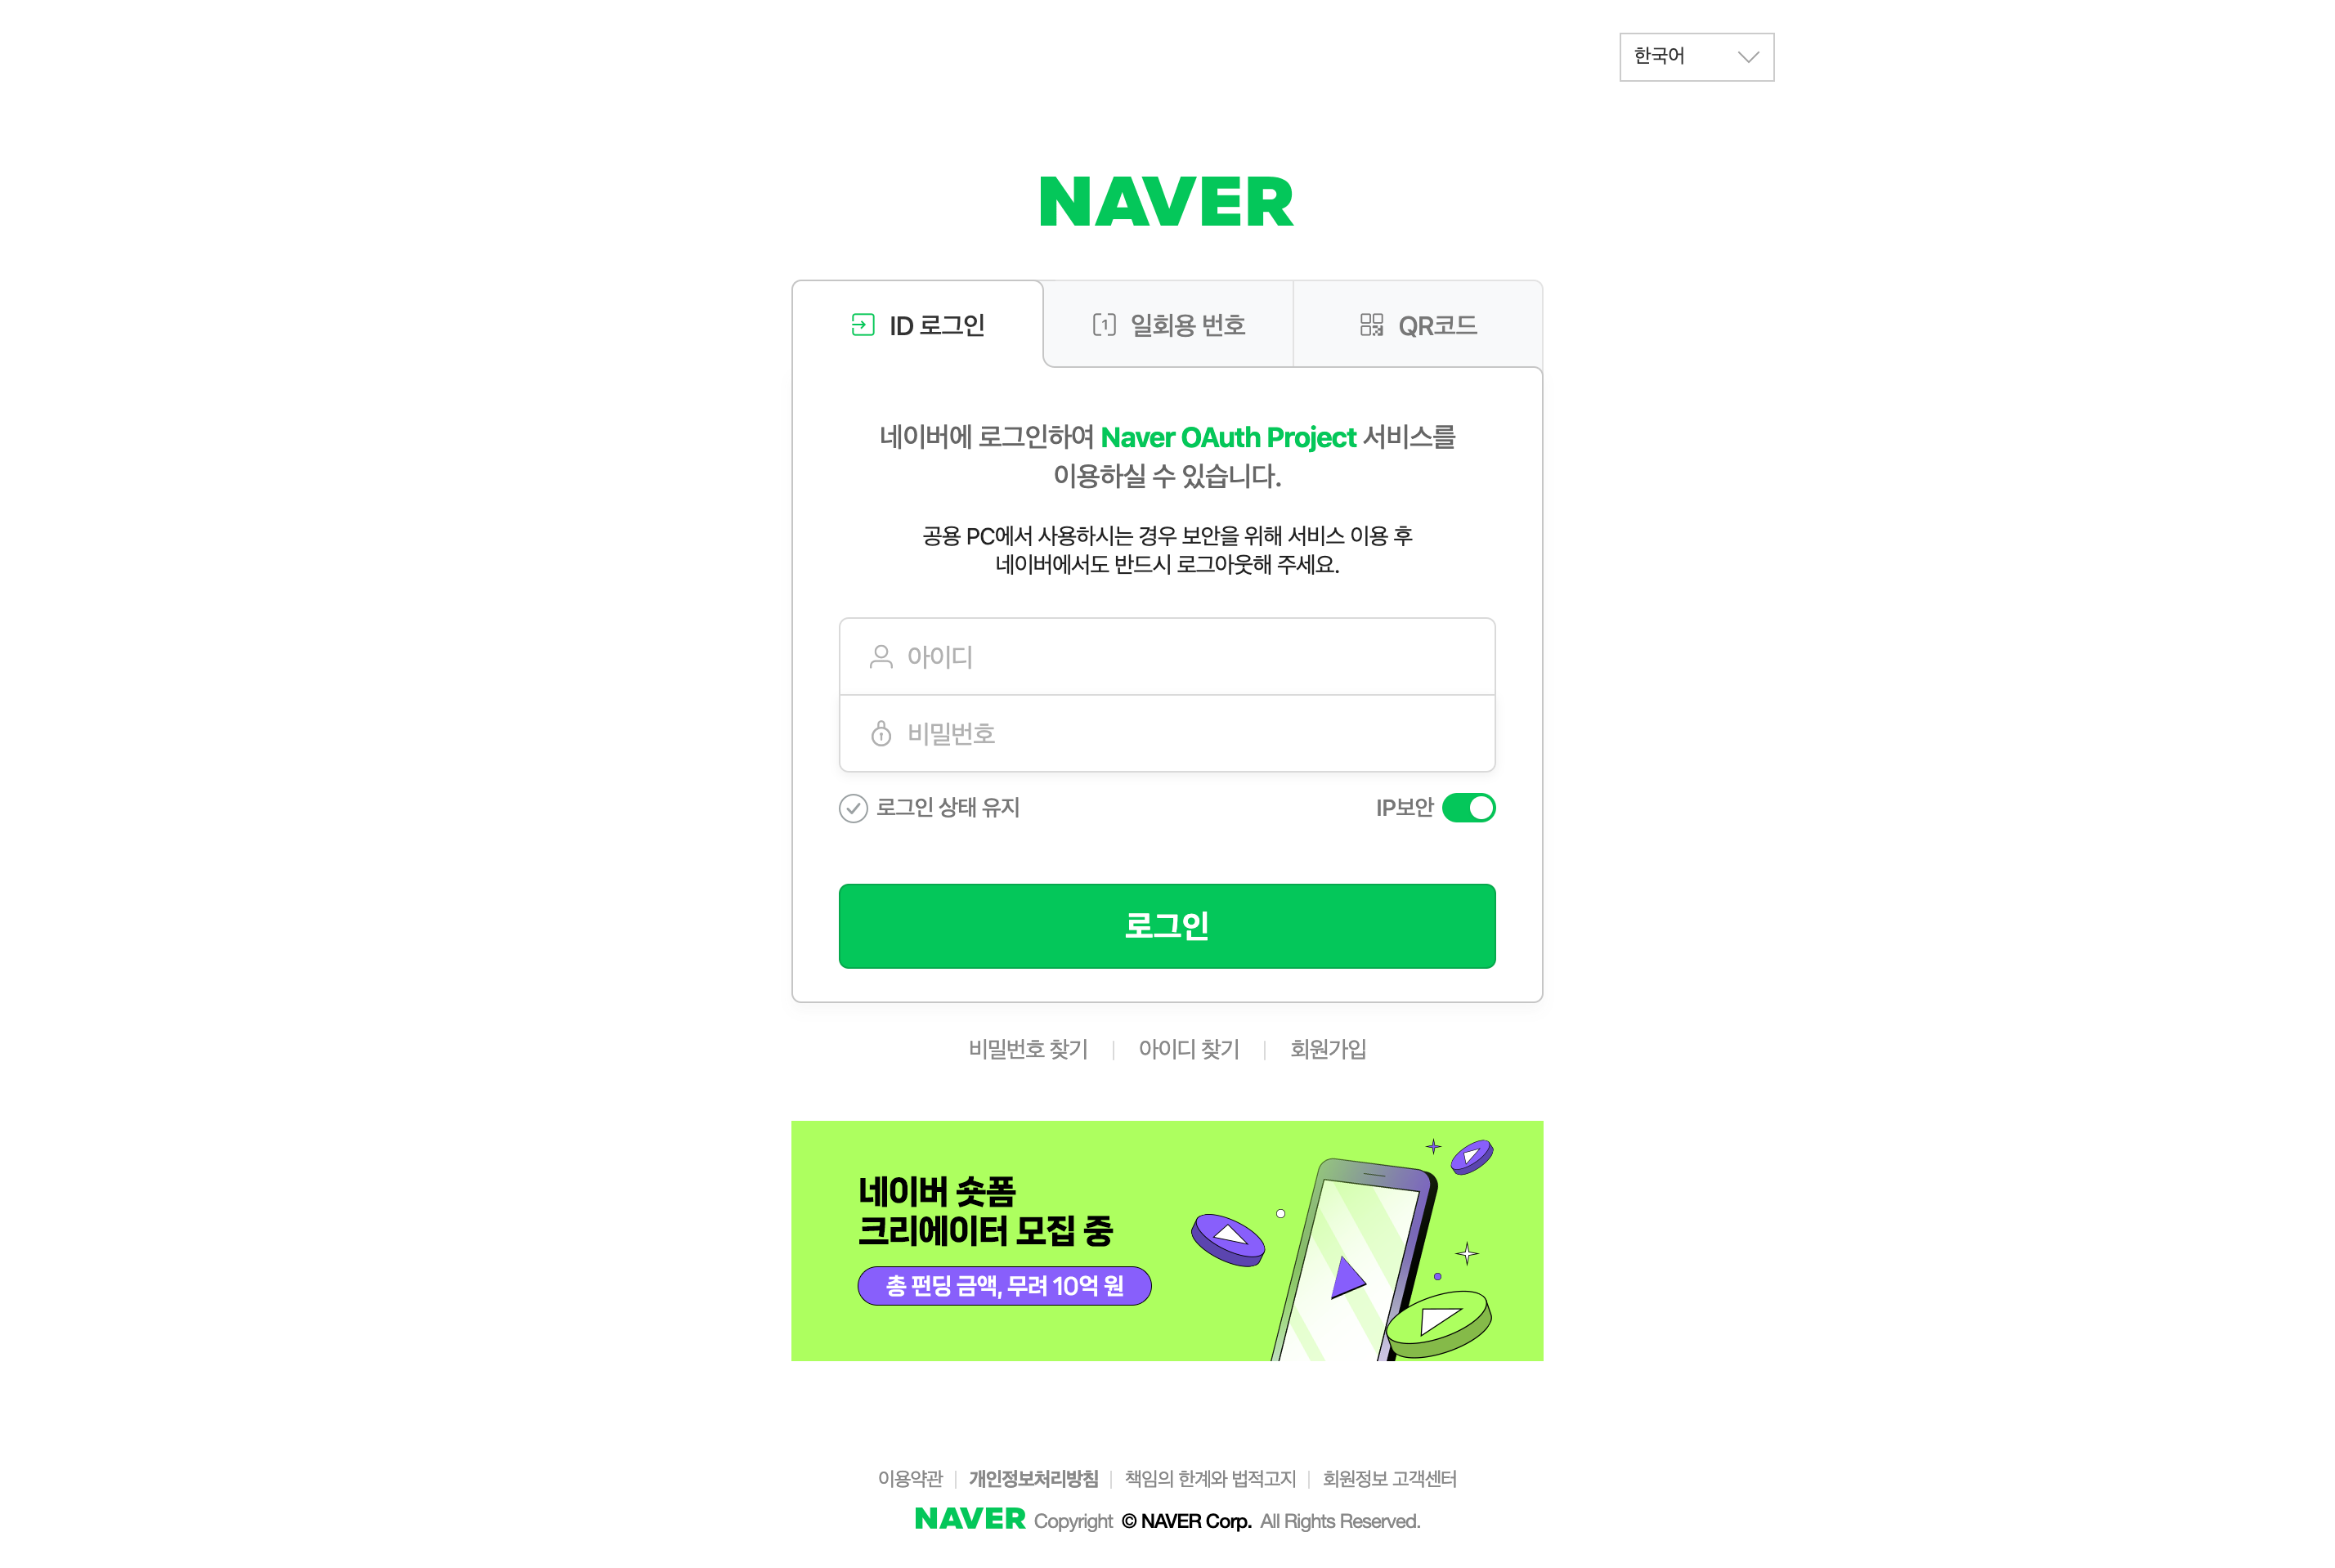 한국어
NAVER
ID 로그인
1 일회용 번호
QR코드
네이버에 로그인하여 Naver OAuth Project 서비스를
이용하실 수 있습니다.
공용 PC에서 사용하시는 경우 보안을 위해 서비스 이용 후
네이버에서도 반드시 로그아웃해 주세요.
아이디
비밀번호
로그인 상태 유지
IP보안
로그인
비밀번호 찾기 | 아이디 찾기 | 회원가입
네이버 숏폼
크리에이터 모집 중
총 펀딩 금액, 무려 10억 원
이용약관 | 개인정보처리방침 | 책임의 한계와 법적고지 | 회원정보 고객센터
NAVER Copyright © NAVER Corp. All Rights Reserved.